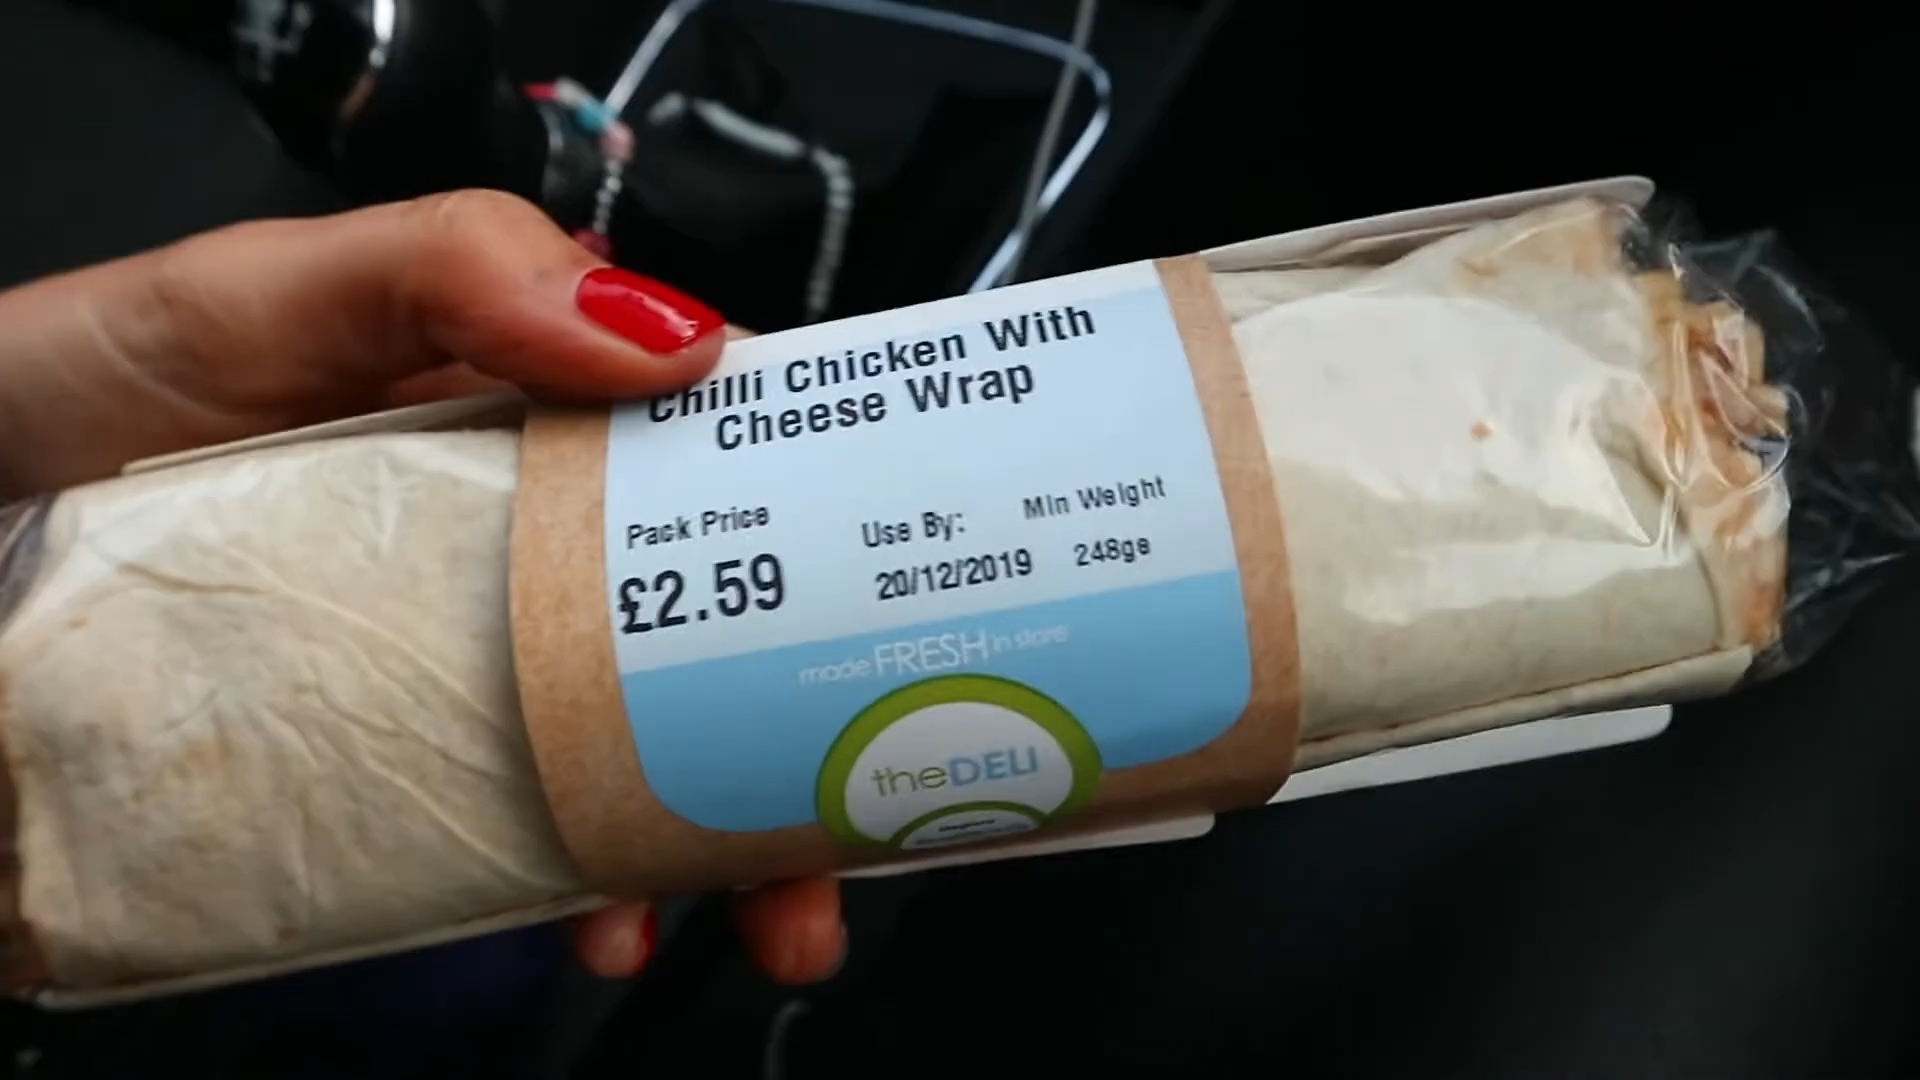 Chilli Chicken With
Cheese Wrap
Pack Price
Use By:
Min Weight
£2.59
20/12/2019
248ge
made FRESH in store
theDELI